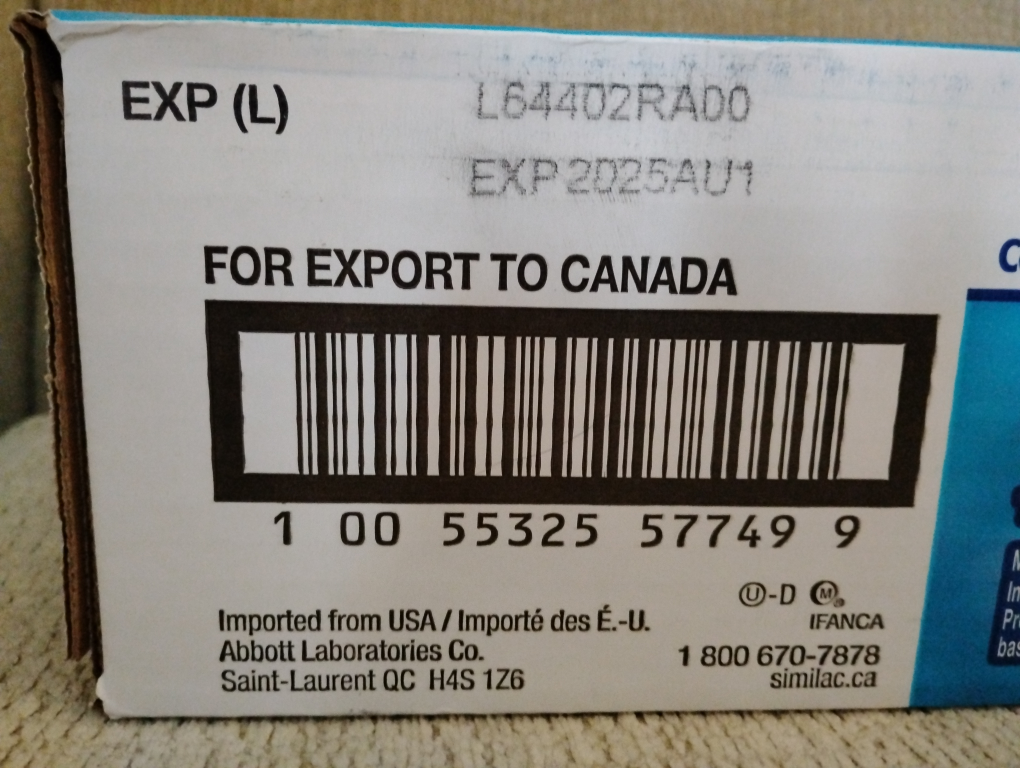 EXP (L)
L64402RA00
EXP 2025AU1
FOR EXPORT TO CANADA
1 00 55325 57749 9
U-D M
IFANCA
Imported from USA / Importé des É.-U.
Abbott Laboratories Co.
Saint-Laurent QC H4S 1Z6
1 800 670-7878
similac.ca